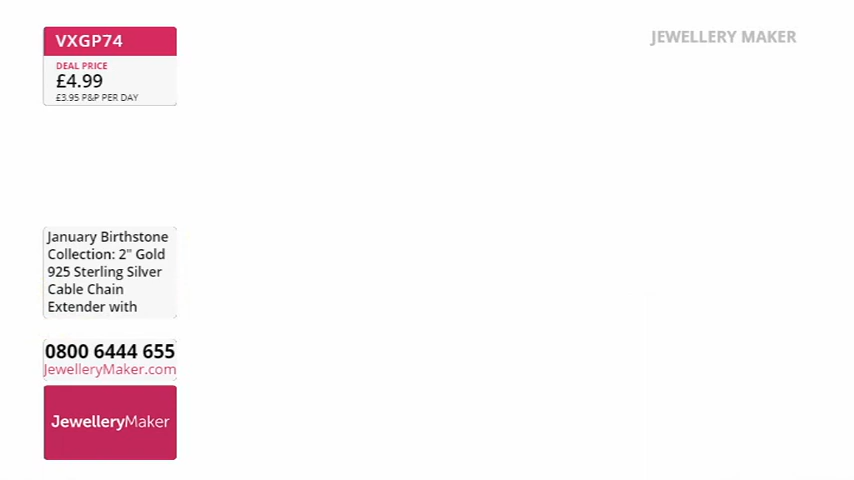 VXGP74
JEWELLERY MAKER
DEAL PRICE
£4.99
£3.95 P&P PER DAY
January Birthstone
Collection: 2" Gold
925 Sterling Silver
Cable Chain
Extender with
0800 6444 655
JewelleryMaker.com
JewelleryMaker